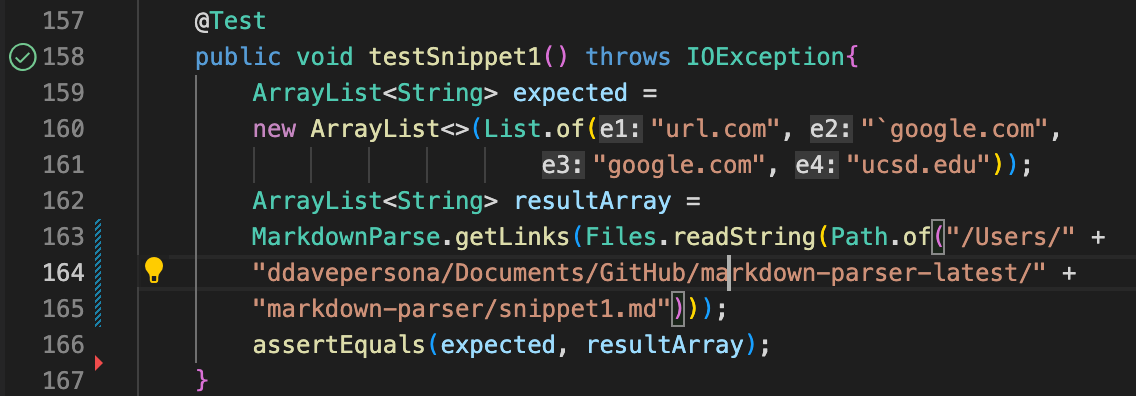 157 @Test
158 public void testSnippet1() throws IOException{
159 ArrayList<String> expected =
160 new ArrayList<>(List.of(e1: "url.com", e2: "`google.com",
161 e3: "google.com", e4: "ucsd.edu"));
162 ArrayList<String> resultArray =
163 MarkdownParse.getLinks(Files.readString(Path.of("/Users/" +
164 "ddavepersona/Documents/GitHub/markdown-parser-latest/" +
165 "markdown-parser/snippet1.md")));
166 assertEquals(expected, resultArray);
167 }